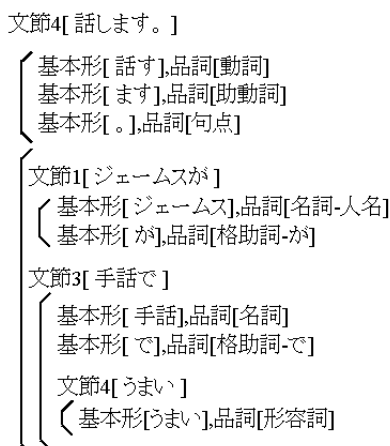 文節4[ 話します。]
基本形[ 話す],品詞[動詞]
基本形[ ます],品詞[助動詞]
基本形[ 。],品詞[句点]
文節1[ ジェームスが ]
基本形[ ジェームス],品詞[名詞-人名]
基本形[ が],品詞[格助詞-が]
文節3[ 手話で ]
基本形[ 手話],品詞[名詞]
基本形[ で],品詞[格助詞-で]
文節4[うまい ]
基本形[うまい],品詞[形容詞]